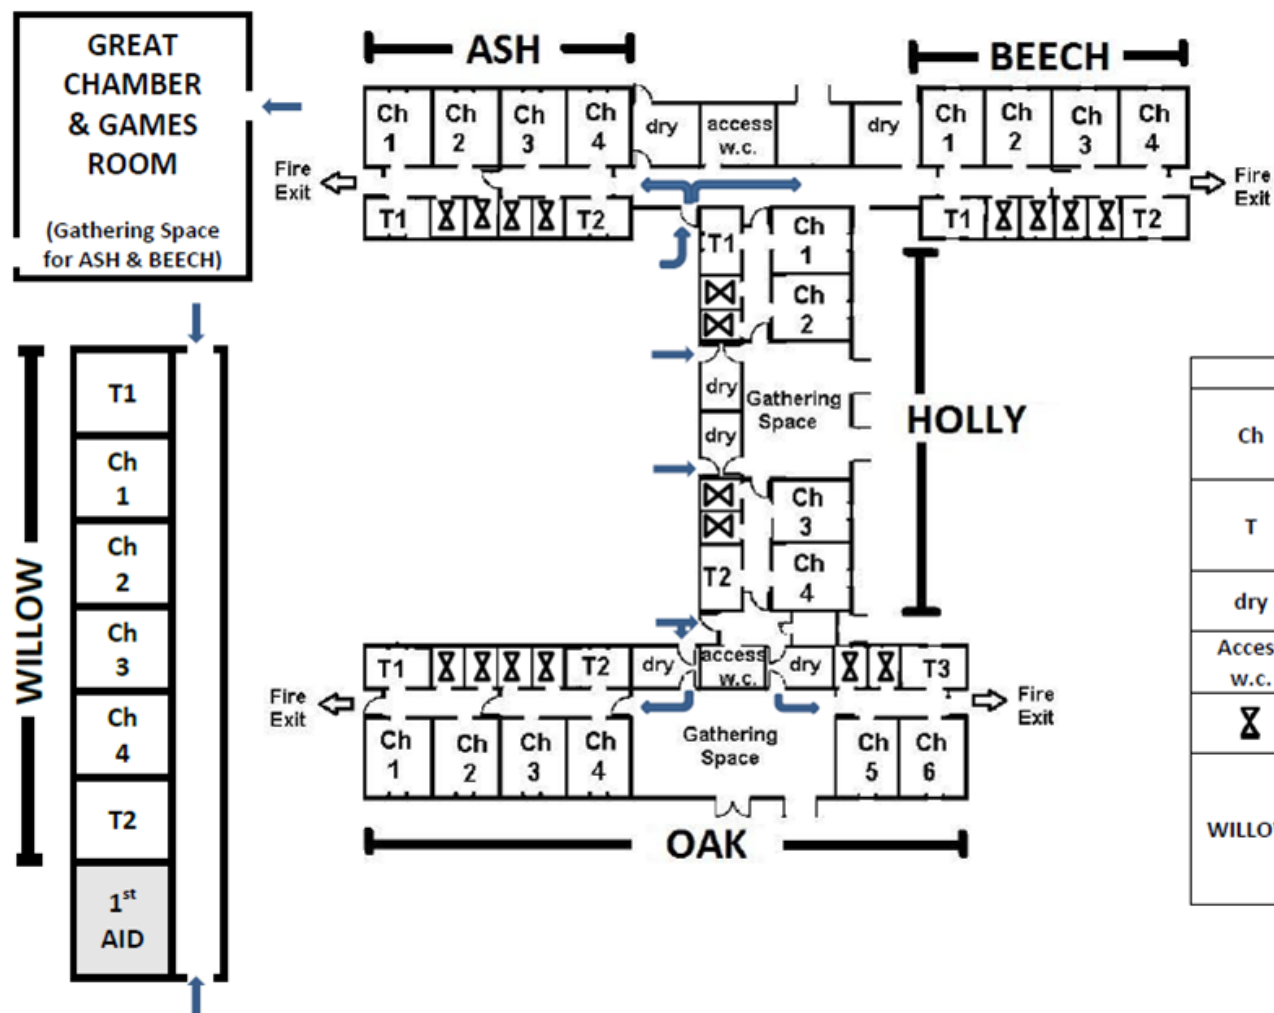 GREAT
CHAMBER
& GAMES
ROOM
(Gathering Space
for ASH & BEECH)
ASH
BEECH
Ch
1
Ch
2
Ch
3
Ch
4
dry
access
w.c.
dry
Ch
1
Ch
2
Ch
3
Ch
4
Fire
Exit
Fire
Exit
T1
T2
T1
T2
T1
Ch
1
Ch
2
dry
Gathering
Space
dry
HOLLY
Ch
3
T2
Ch
4
WILLOW
T1
Ch
1
Ch
2
Ch
3
Ch
4
T2
1st
AID
T1
T2
dry
access
w.c.
dry
T3
Fire
Exit
Fire
Exit
Ch
1
Ch
2
Ch
3
Ch
4
Gathering
Space
Ch
5
Ch
6
OAK
Ch
T
dry
Acces
w.c.
WILLO